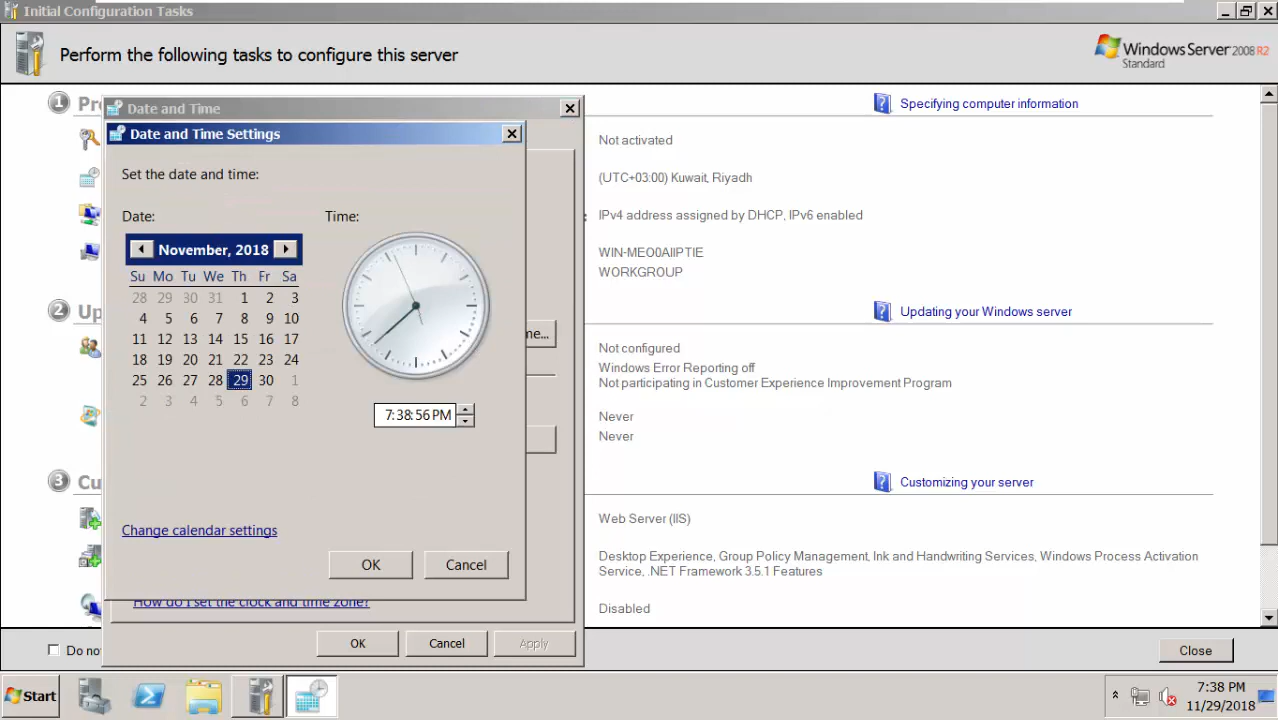 Initial Configuration Tasks
Perform the following tasks to configure this server
Windows Server 2008 R2
Standard
1 Pr
Specifying computer information
Date and Time
Date and Time Settings
Not activated
Set the date and time:
(UTC+03:00) Kuwait, Riyadh
Date:
Time:
IPv4 address assigned by DHCP, IPv6 enabled
November, 2018
WIN-MEO0AIIPTIE
WORKGROUP
Su Mo Tu We Th Fr Sa
28 29 30 31 1 2 3
4 5 6 7 8 9 10
11 12 13 14 15 16 17
18 19 20 21 22 23 24
25 26 27 28 29 30 1
2 3 4 5 6 7 8
7:38:56 PM
2 Up
Updating your Windows server
me...
Not configured
Windows Error Reporting off
Not participating in Customer Experience Improvement Program
Never
Never
3 Cu
Customizing your server
Web Server (IIS)
Change calendar settings
Desktop Experience, Group Policy Management, Ink and Handwriting Services, Windows Process Activation
Service, .NET Framework 3.5.1 Features
OK Cancel
How do I set the clock and time zone?
Disabled
OK Cancel Apply
Do no
Close
Start
7:38 PM
11/29/2018